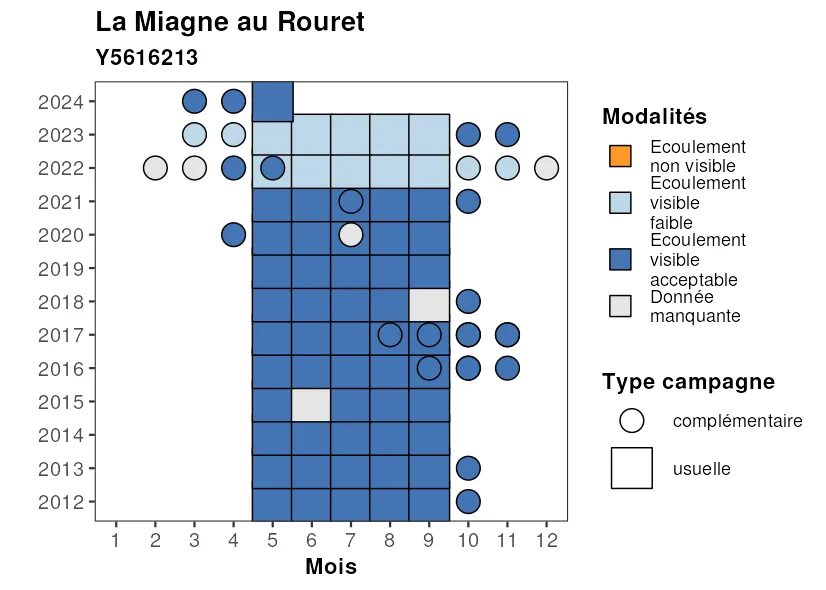 La Miagne au Rouret
Y5616213
2024
2023
2022
2021
2020
2019
2018
2017
2016
2015
2014
2013
2012
1 2 3 4 5 6 7 8 9 10 11 12
Mois
Modalités
Ecoulement
non visible
Ecoulement
visible
faible
Ecoulement
visible
acceptable
Donnée
manquante
Type campagne
complémentaire
usuelle